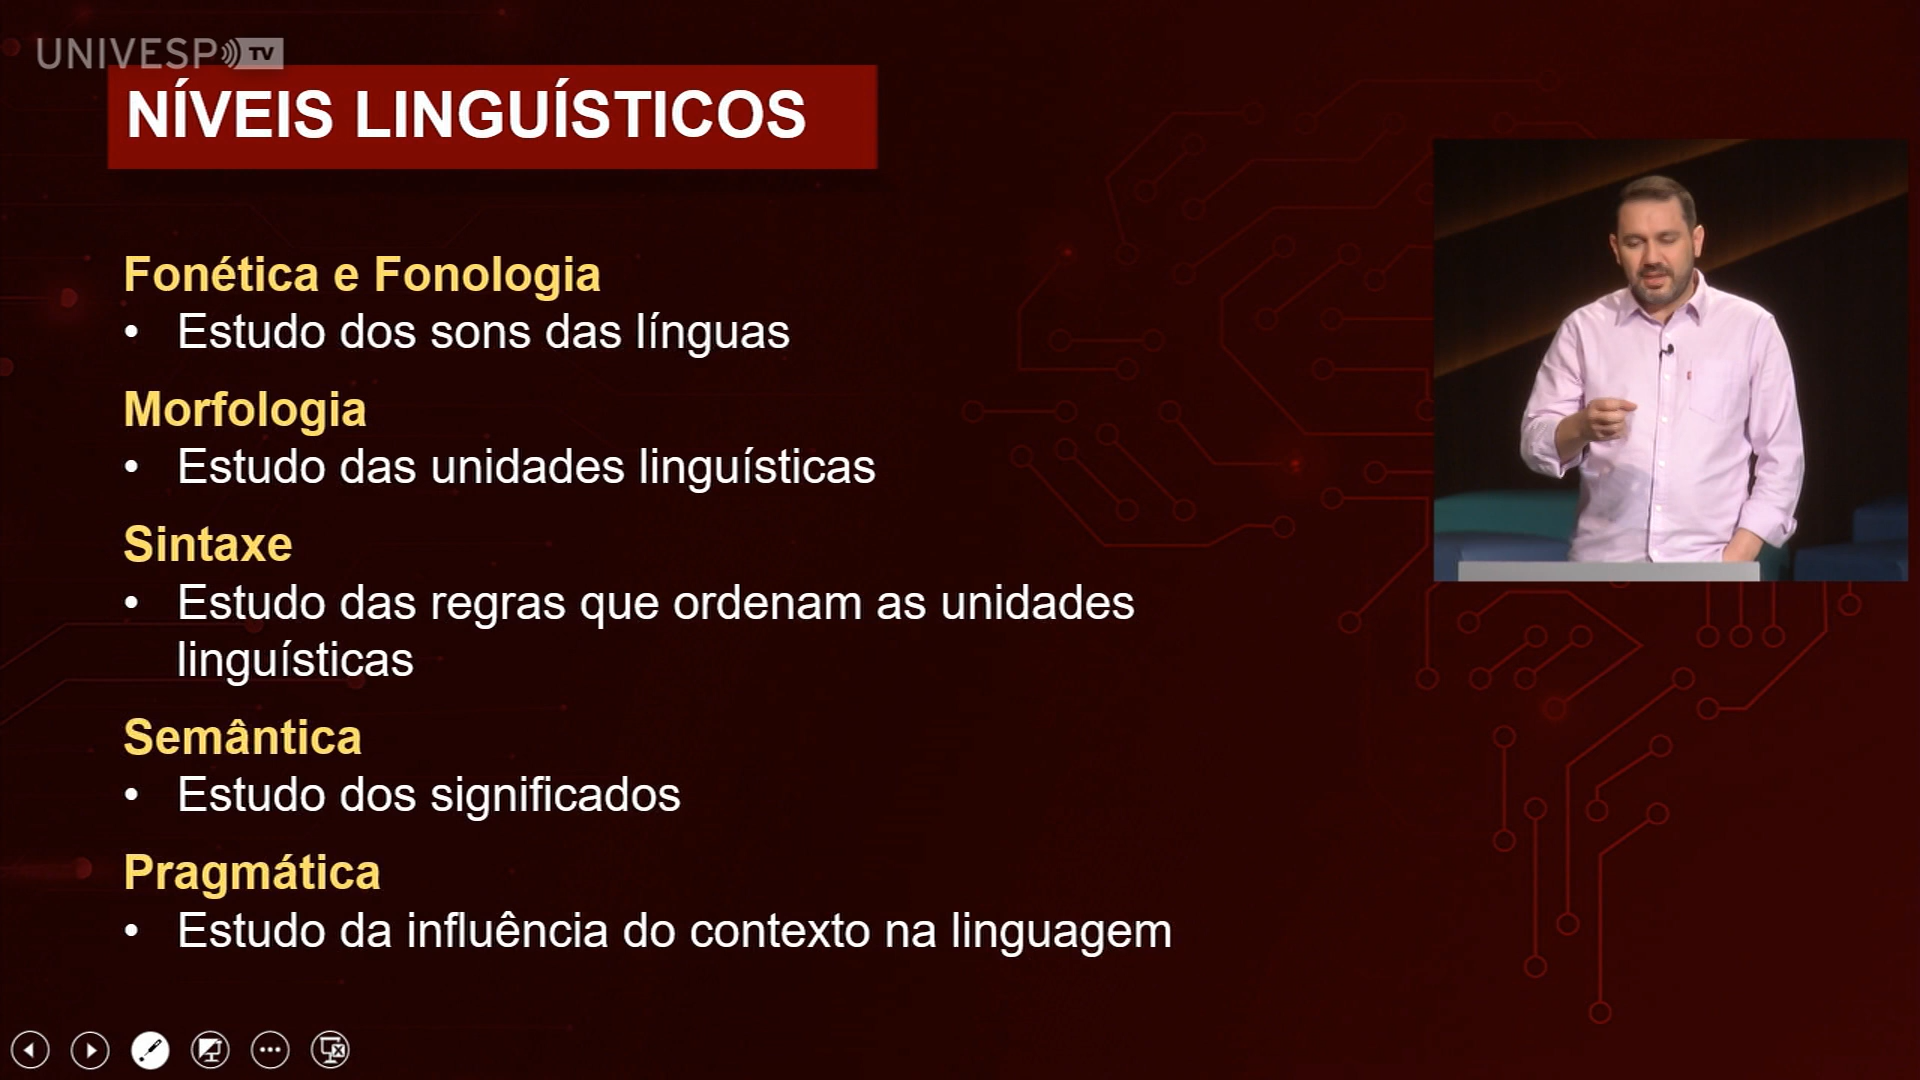 UNIVESP TV
NÍVEIS LINGUÍSTICOS
Fonética e Fonologia
• Estudo dos sons das línguas
Morfologia
• Estudo das unidades linguísticas
Sintaxe
• Estudo das regras que ordenam as unidades
linguísticas
Semântica
• Estudo dos significados
Pragmática
• Estudo da influência do contexto na linguagem